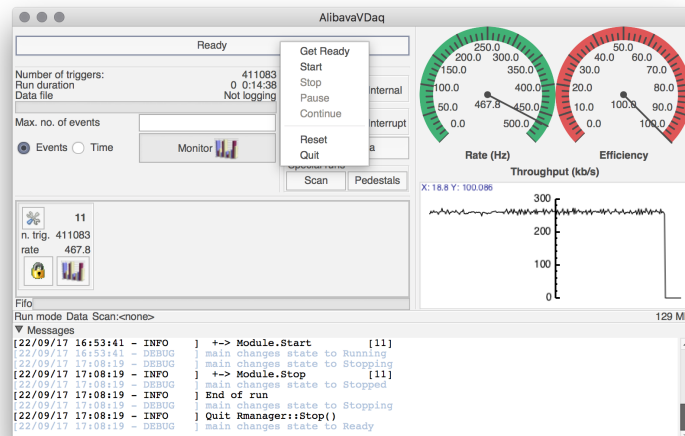 AlibavaVDaq
Ready
Get Ready
Start
Stop
Pause
Continue
Reset
Quit
Number of triggers: 411083
Run duration 0 0:14:38
Data file Not logging
Max. no. of events
Events Time
Monitor
Internal
Interrupt
a
Special runs
Scan Pedestals
250.0 300.0
150.0 350.0
100.0 400.0
50.0 450.0
0.0 500.0
467.8
Rate (Hz)
50.0
40.0 60.0
30.0 70.0
20.0 80.0
10.0 90.0
0.0 100.0
100.0
Efficiency
Throughput (kb/s)
X: 18.8 Y: 100.086
300
200
100
0
11
n. trig. 411083
rate 467.8
Fifo
Run mode Data Scan:<none>
129 M
Messages
[22/09/17 16:53:41 - INFO ] +-> Module.Start [11]
[22/09/17 16:53:41 - DEBUG ] main changes state to Running
[22/09/17 17:08:19 - DEBUG ] main changes state to Stopping
[22/09/17 17:08:19 - INFO ] +-> Module.Stop [11]
[22/09/17 17:08:19 - DEBUG ] main changes state to Stopped
[22/09/17 17:08:19 - INFO ] End of run
[22/09/17 17:08:19 - DEBUG ] main changes state to Stopping
[22/09/17 17:08:19 - INFO ] Quit Rmanager::Stop()
[22/09/17 17:08:19 - DEBUG ] main changes state to Ready